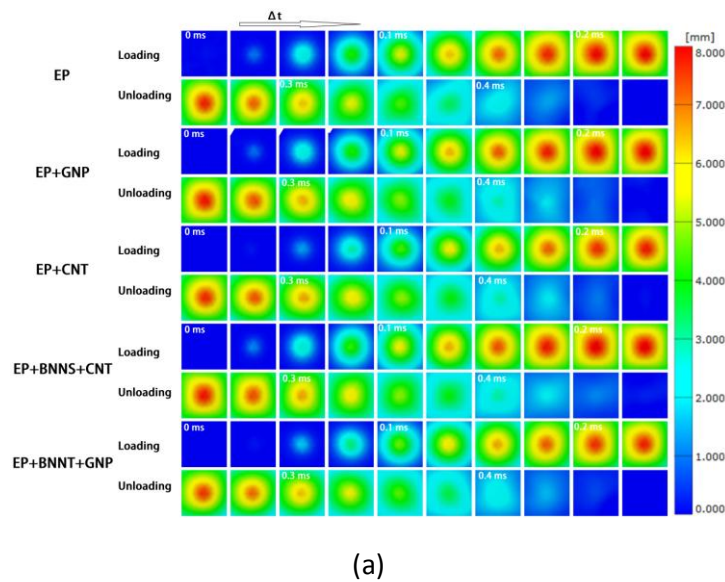 Δt
[mm]
EP
Loading
0 ms
0.1 ms
0.2 ms
8.000
Unloading
0.3 ms
0.4 ms
7.000
EP+GNP
Loading
0 ms
0.1 ms
0.2 ms
6.000
Unloading
0.3 ms
0.4 ms
5.000
EP+CNT
Loading
0 ms
0.1 ms
0.2 ms
4.000
Unloading
0.3 ms
0.4 ms
3.000
EP+BNNS+CNT
Loading
0 ms
0.1 ms
0.2 ms
2.000
Unloading
0.3 ms
0.4 ms
1.000
EP+BNNT+GNP
Loading
0 ms
0.1 ms
0.2 ms
Unloading
0.3 ms
0.4 ms
0.000
(a)